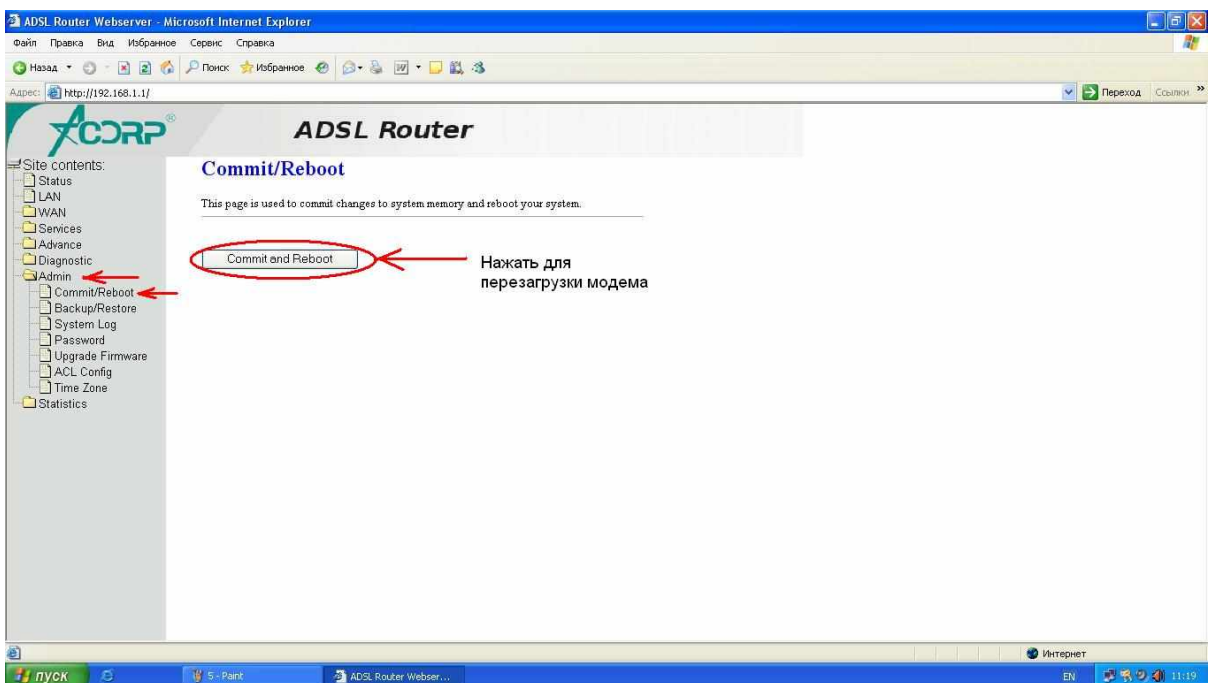 ADSL Router Webserver - Microsoft Internet Explorer
Файл Правка Вид Избранное Сервис Справка
Назад Поиск Избранное
Адрес: http://192.168.1.1/ Переход Ссылки »
ACORP® ADSL Router
Site contents:
Status
LAN
WAN
Services
Advance
Diagnostic
Admin
Commit/Reboot
Backup/Restore
System Log
Password
Upgrade Firmware
ACL Config
Time Zone
Statistics
Commit/Reboot
This page is used to commit changes to system memory and reboot your system.
Commit and Reboot
Нажать для
перезагрузки модема
Интернет
пуск 5 - Paint ADSL Router Webser... EN 11:19